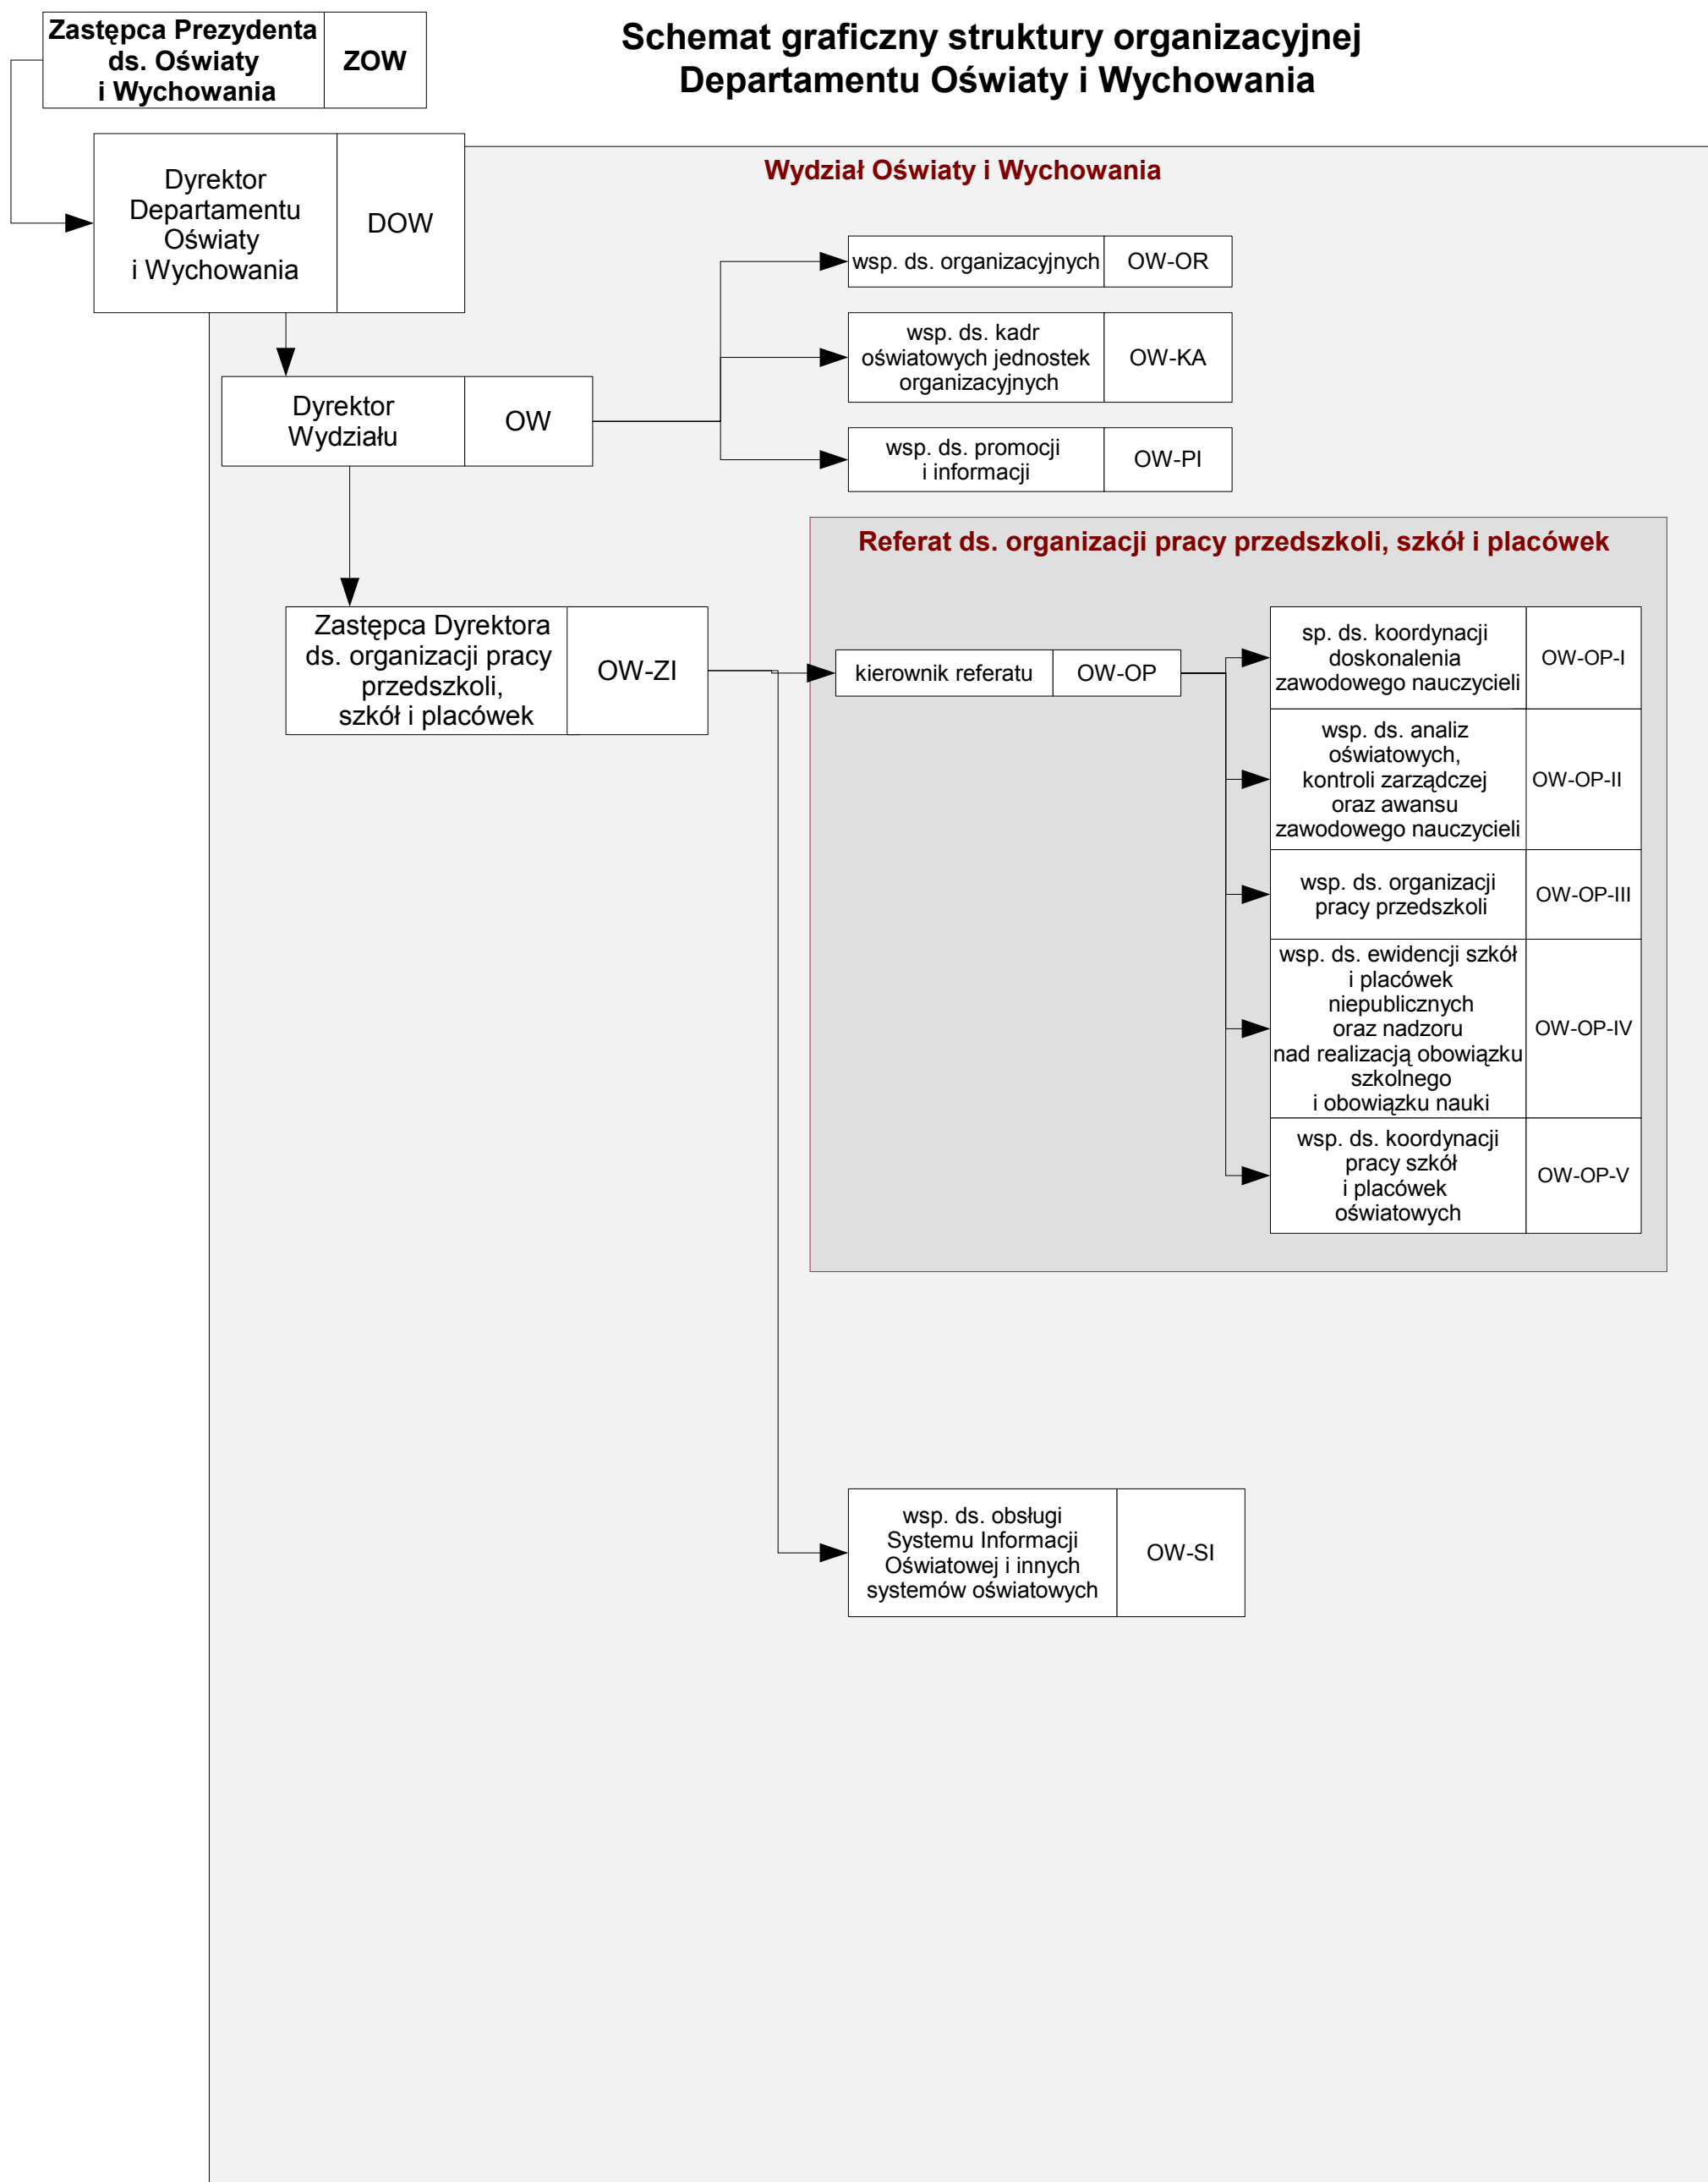 Zastępca Prezydenta
ds. Oświaty
i Wychowania
ZOW
Schemat graficzny struktury organizacyjnej
Departamentu Oświaty i Wychowania
Dyrektor
Departamentu
Oświaty
i Wychowania
DOW
Wydział Oświaty i Wychowania
wsp. ds. organizacyjnych
OW-OR
wsp. ds. kadr
oświatowych jednostek
organizacyjnych
OW-KA
Dyrektor
Wydziału
OW
wsp. ds. promocji
i informacji
OW-PI
Referat ds. organizacji pracy przedszkoli, szkół i placówek
Zastępca Dyrektora
ds. organizacji pracy
przedszkoli,
szkół i placówek
OW-ZI
kierownik referatu
OW-OP
sp. ds. koordynacji
doskonalenia
zawodowego nauczycieli
OW-OP-I
wsp. ds. analiz
oświatowych,
kontroli zarządczej
oraz awansu
zawodowego nauczycieli
OW-OP-II
wsp. ds. organizacji
pracy przedszkoli
OW-OP-III
wsp. ds. ewidencji szkół
i placówek
niepublicznych
oraz nadzoru
nad realizacją obowiązku
szkolnego
i obowiązku nauki
OW-OP-IV
wsp. ds. koordynacji
pracy szkół
i placówek
oświatowych
OW-OP-V
wsp. ds. obsługi
Systemu Informacji
Oświatowej i innych
systemów oświatowych
OW-SI